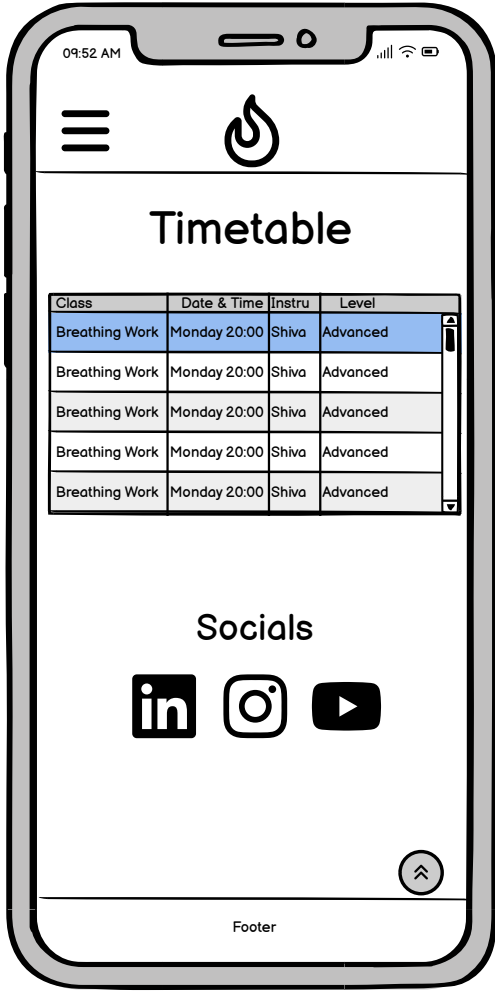 09:52 AM
Timetable
Class Date & Time Instru Level
Breathing Work Monday 20:00 Shiva Advanced
Breathing Work Monday 20:00 Shiva Advanced
Breathing Work Monday 20:00 Shiva Advanced
Breathing Work Monday 20:00 Shiva Advanced
Breathing Work Monday 20:00 Shiva Advanced
Socials
in
Footer